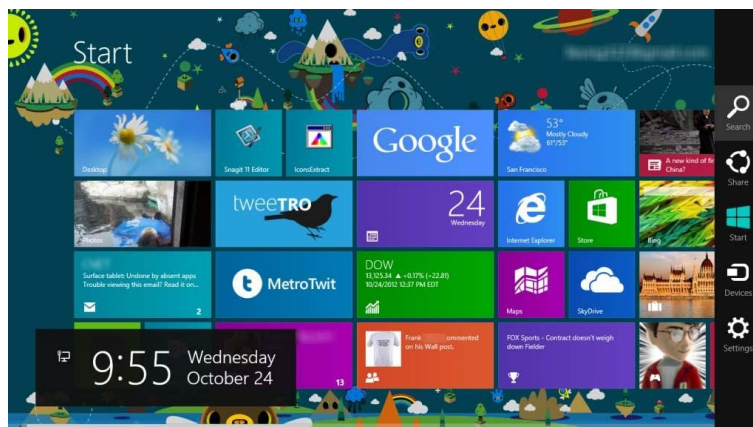 Start
Desktop
Snagit 11 Editor
IconsExtract
Google
53°
Mostly Cloudy
61°/53°
San Francisco
A new kind of
China?
Search
Share
Start
Devices
Settings
Photos
tweetro
24
Wednesday
Internet Explorer
Store
Bing
Surface tablet: Undone by absent apps
Trouble viewing this email? Read it on...
2
t MetroTwit
DOW
13,125.34 ▲ +0.17% (+22.81)
10/24/2012 12:37 PM EDT
Maps
SkyDrive
13
Frank commented
on his Wall post.
FOX Sports - Contract doesn't weigh
down Fielder
9:55 Wednesday
October 24